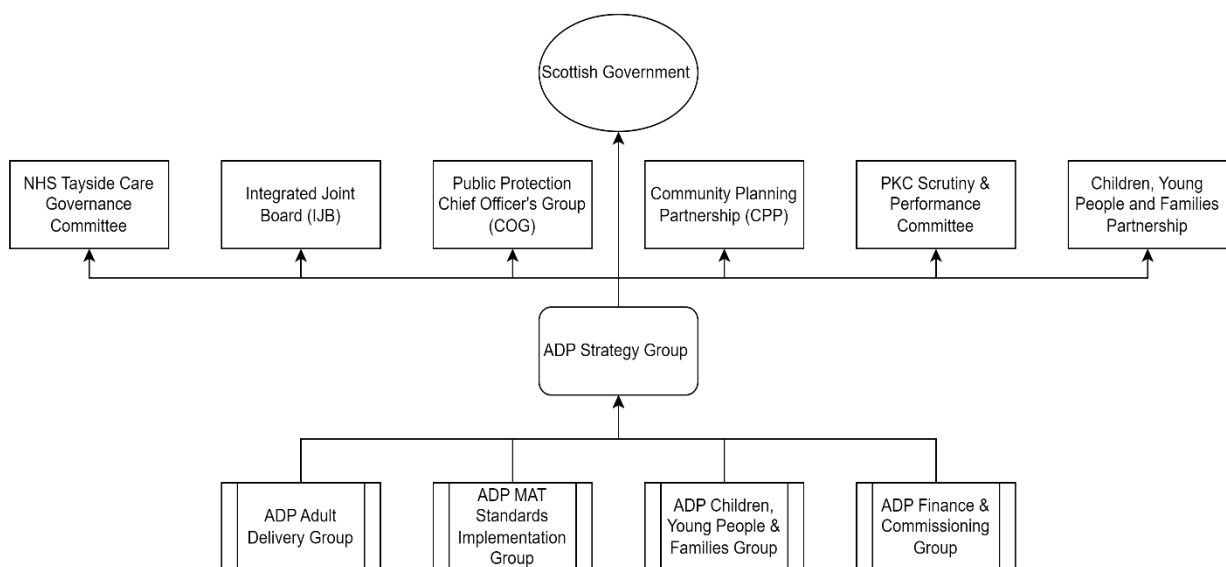 Scottish Government
NHS Tayside Care
Governance
Committee
Integrated Joint
Board (IJB)
Public Protection
Chief Officer's Group
(COG)
Community Planning
Partnership (CPP)
PKC Scrutiny &
Performance
Committee
Children, Young
People and Families
Partnership
ADP Strategy Group
ADP Adult
Delivery Group
ADP MAT
Standards
Implementation
Group
ADP Children,
Young People &
Families Group
ADP Finance &
Commissioning
Group